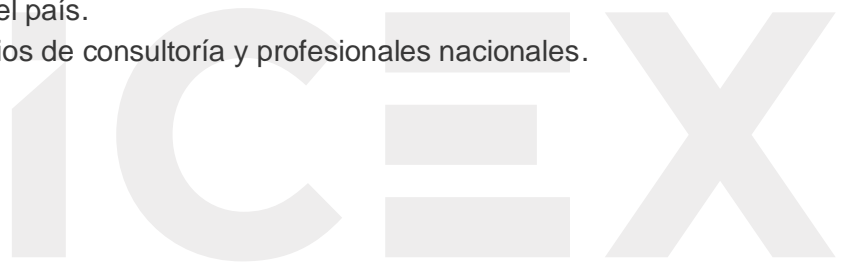 el país.
ios de consultoría y profesionales nacionales.
ICEX